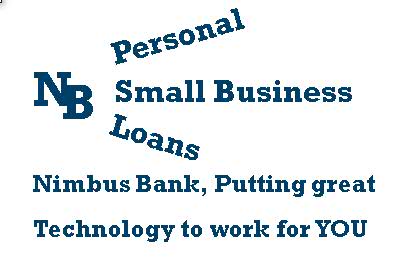 Personal
NB Small Business
Loans
Nimbus Bank, Putting great
Technology to work for YOU